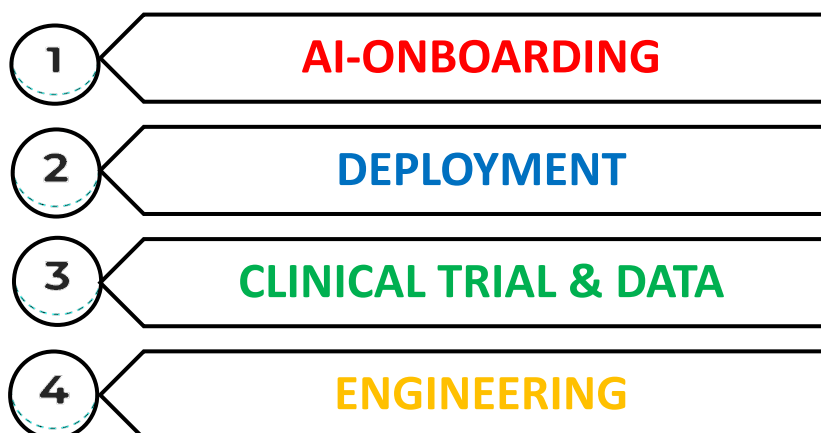 1 AI-ONBOARDING
2 DEPLOYMENT
3 CLINICAL TRIAL & DATA
4 ENGINEERING